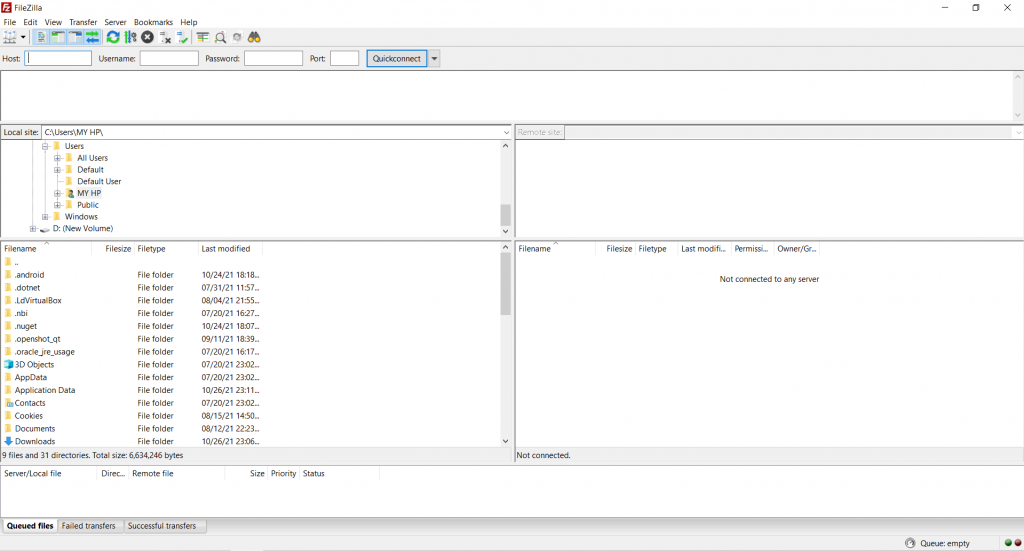 FileZilla
File Edit View Transfer Server Bookmarks Help
Host: Username: Password: Port: Quickconnect
Local site: C:\Users\MY HP\ Remote site:
Users
All Users
Default
Default User
MY HP
Public
Windows
D: (New Volume)
Filename Filesize Filetype Last modified
..
.android File folder 10/24/21 18:18...
.dotnet File folder 07/31/21 11:57...
.LdVirtualBox File folder 08/04/21 21:55...
.nbi File folder 07/20/21 16:27...
.nuget File folder 10/24/21 18:07...
.openshot_qt File folder 09/11/21 18:39...
.oracle_jre_usage File folder 07/20/21 16:17...
3D Objects File folder 07/20/21 23:02...
AppData File folder 07/20/21 23:02...
Application Data File folder 10/26/21 23:11...
Contacts File folder 07/20/21 23:02...
Cookies File folder 08/15/21 14:50...
Documents File folder 08/12/21 22:23...
Downloads File folder 10/26/21 23:06...
9 files and 31 directories. Total size: 6,634,246 bytes
Filename Filesize Filetype Last modifi... Permissi... Owner/Gr...
Not connected to any server
Not connected.
Server/Local file Direc... Remote file Size Priority Status
Queued files Failed transfers Successful transfers
Queue: empty